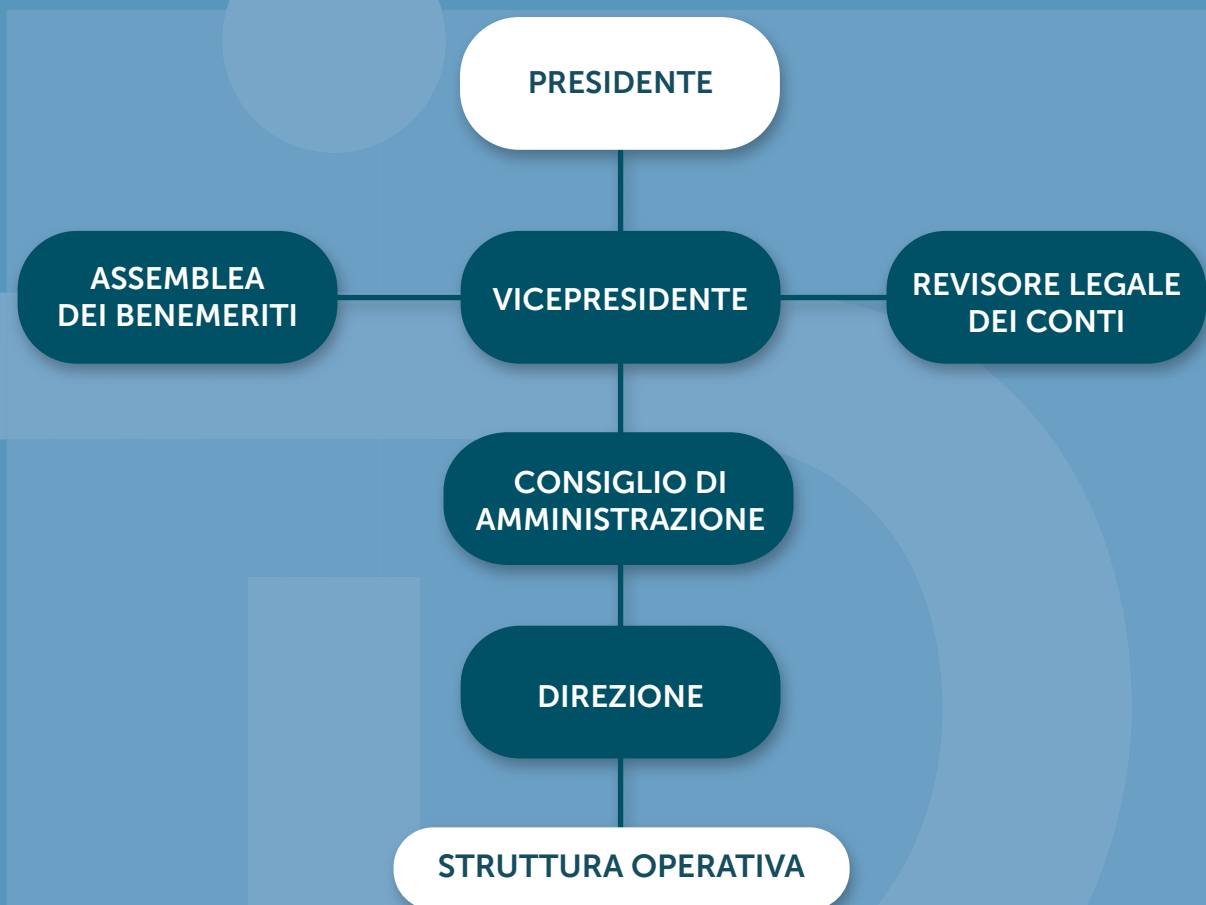 PRESIDENTE
ASSEMBLEA
DEI BENEMERITI
VICEPRESIDENTE
REVISORE LEGALE
DEI CONTI
CONSIGLIO DI
AMMINISTRAZIONE
DIREZIONE
STRUTTURA OPERATIVA